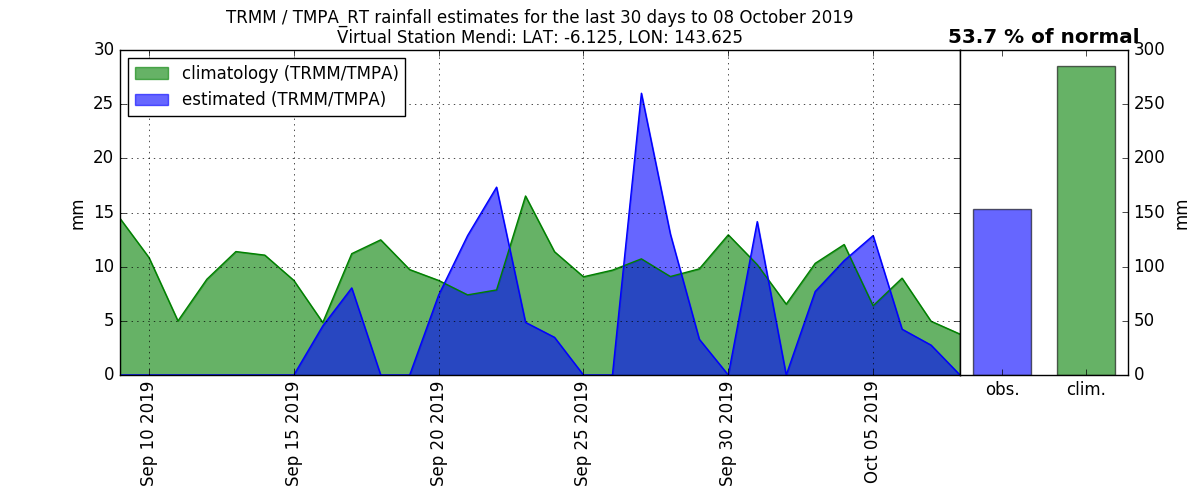 TRMM / TMPA_RT rainfall estimates for the last 30 days to 08 October 2019
Virtual Station Mendi: LAT: -6.125, LON: 143.625
53.7 % of normal
climatology (TRMM/TMPA)
estimated (TRMM/TMPA)
30
25
20
15
10
5
0
mm
Sep 10 2019
Sep 15 2019
Sep 20 2019
Sep 25 2019
Sep 30 2019
Oct 05 2019
obs.
clim.
300
250
200
150
100
50
0
mm